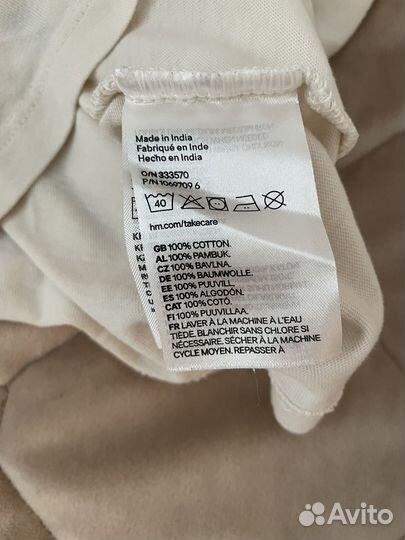 Made in India
Fabriqué en Inde
Hecho en India
O/N 333570
P/N 1069709 6
40
hm.com/takecare
GB 100% COTTON.
AL 100% PAMBUK.
CZ 100% BAVLNA.
DE 100% BAUMWOLLE.
EE 100% PUUVILL.
ES 100% ALGODÓN.
CAT 100% COTÓ.
FI 100% PUUVILLAA.
FR LAVER À LA MACHINE À L'EAU
TIÈDE. BLANCHIR SANS CHLORE SI
NÉCESSAIRE. SÉCHER À LA MACHINE
CYCLE MOYEN. REPASSER À
Avito